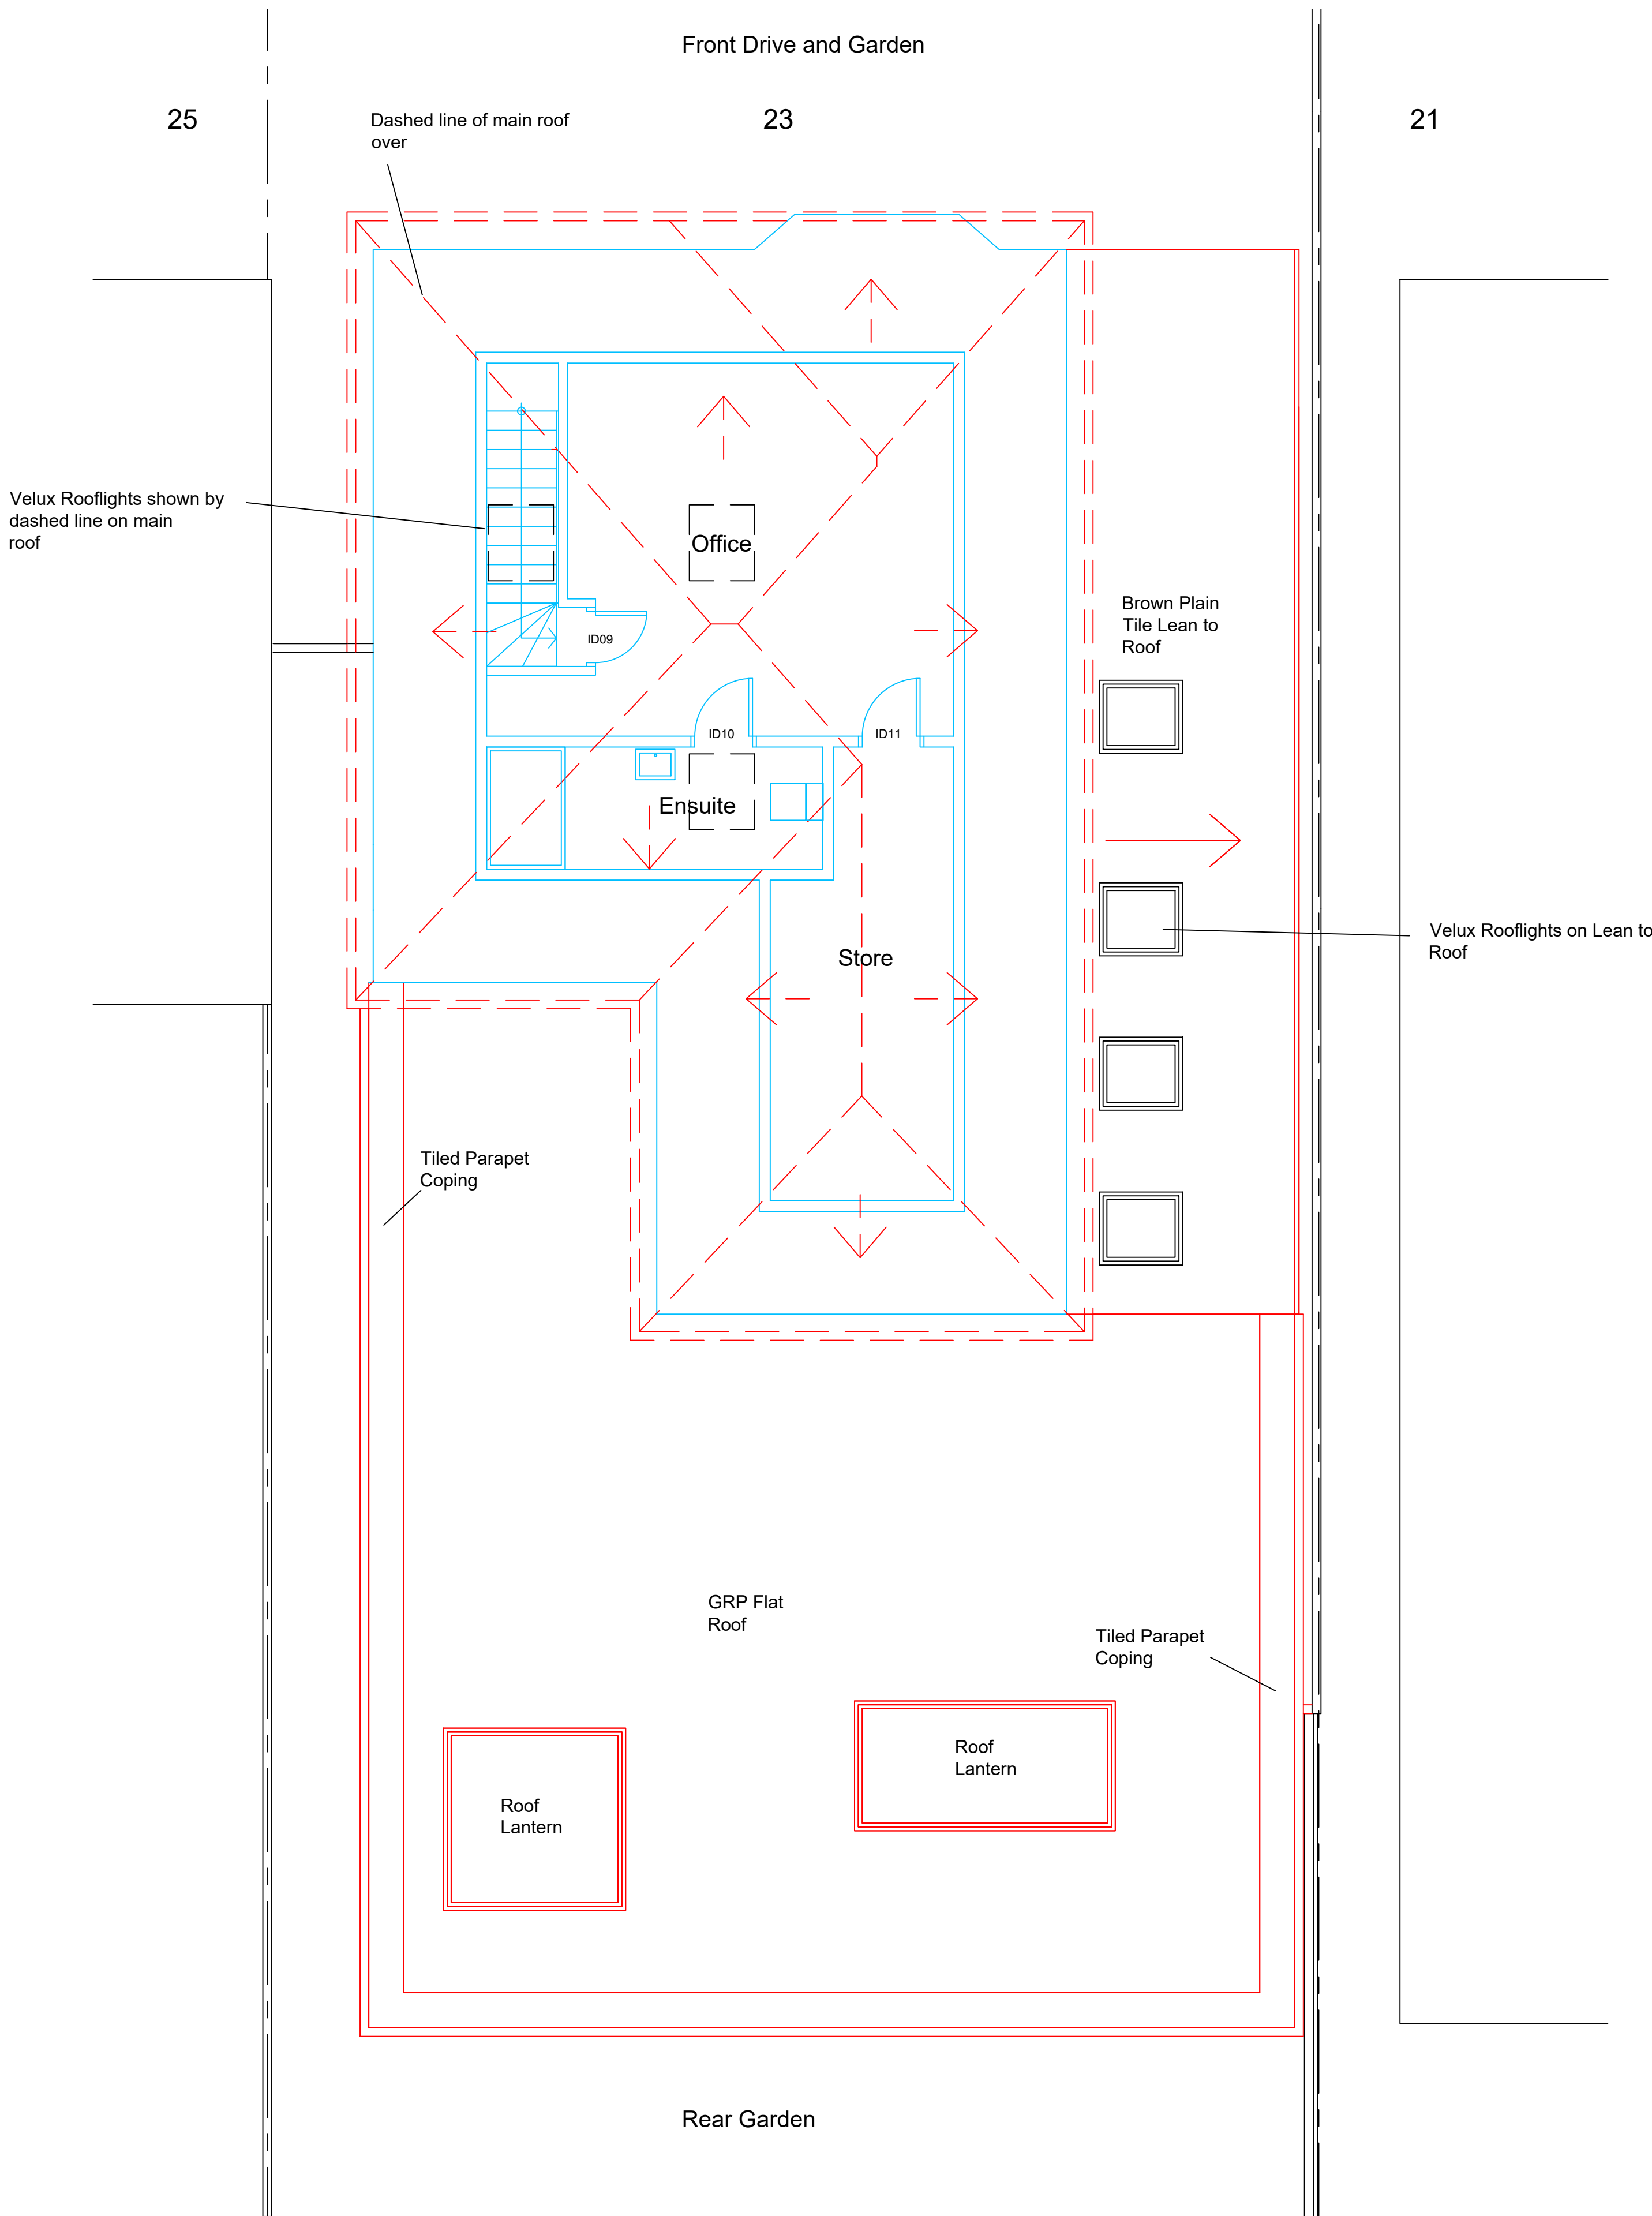 Front Drive and Garden
25
23
21
Dashed line of main roof
over
Velux Rooflights shown by
dashed line on main
roof
Office
ID09
Brown Plain
Tile Lean to
Roof
ID10
ID11
Ensuite
Velux Rooflights on Lean to
Roof
Store
Tiled Parapet
Coping
GRP Flat
Roof
Tiled Parapet
Coping
Roof
Lantern
Roof
Lantern
Rear Garden